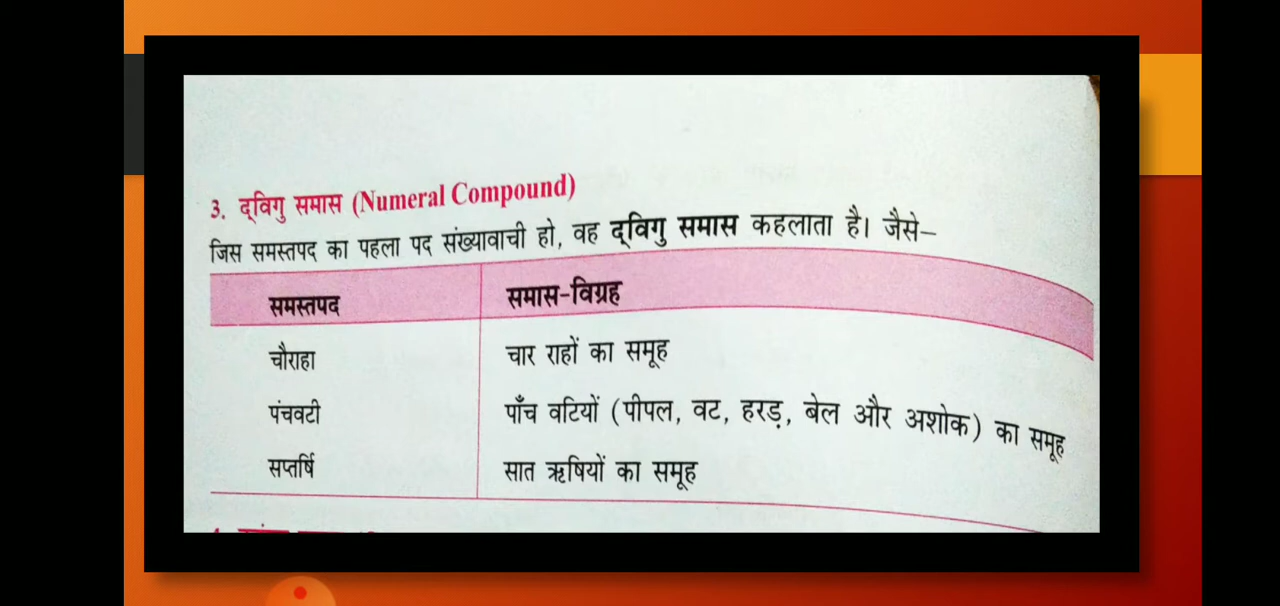 3. द्विगु समास (Numeral Compound)
जिस समस्तपद का पहला पद संख्यावाची हो, वह द्विगु समास कहलाता है। जैसे–
समस्तपद समास-विग्रह
चौराहा चार राहों का समूह
पंचवटी पाँच वटियों (पीपल, वट, हरड़, बेल और अशोक) का समूह
सप्तर्षि सात ऋषियों का समूह